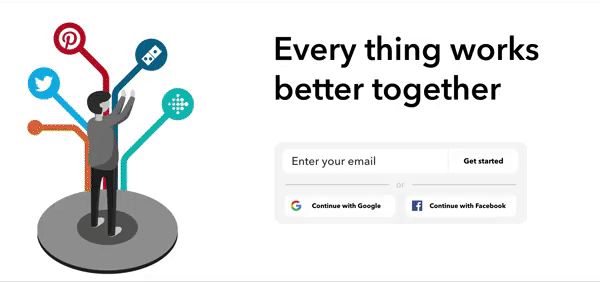 Every thing works
better together
Enter your email
Get started
or
Continue with Google
Continue with Facebook